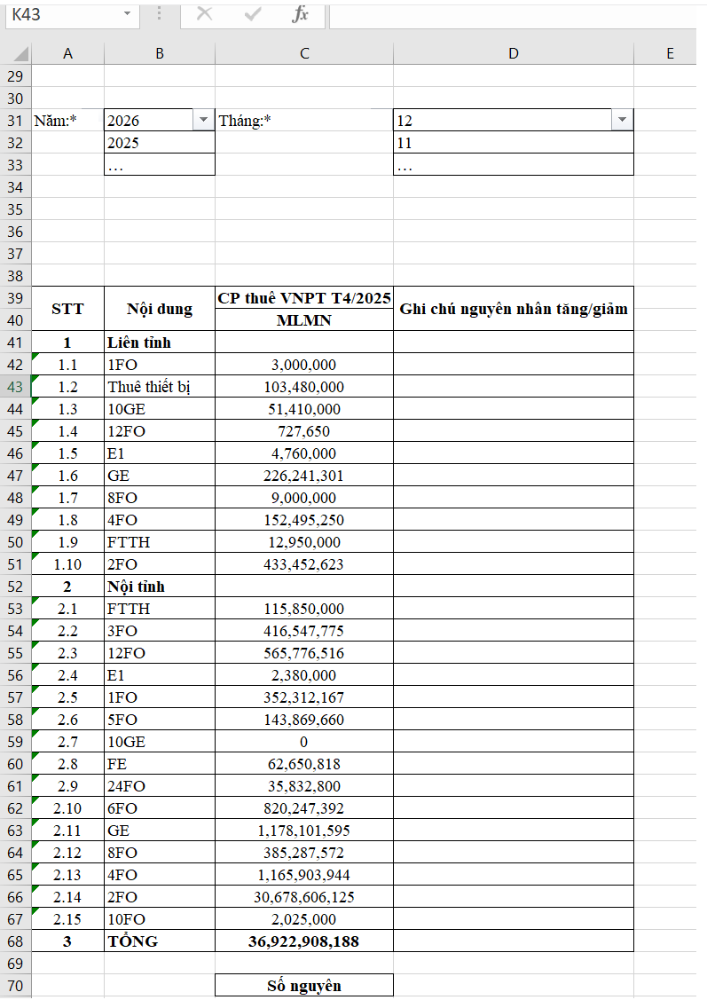 K43 fx
A B C D E
29
30
31 Năm:* 2026 Tháng:* 12
32 2025 11
33 … …
34
35
36
37
38
39 STT Nội dung CP thuê VNPT T4/2025 Ghi chú nguyên nhân tăng/giảm
40 MLMN
41 1 Liên tỉnh
42 1.1 1FO 3,000,000
43 1.2 Thuê thiết bị 103,480,000
44 1.3 10GE 51,410,000
45 1.4 12FO 727,650
46 1.5 E1 4,760,000
47 1.6 GE 226,241,301
48 1.7 8FO 9,000,000
49 1.8 4FO 152,495,250
50 1.9 FTTH 12,950,000
51 1.10 2FO 433,452,623
52 2 Nội tỉnh
53 2.1 FTTH 115,850,000
54 2.2 3FO 416,547,775
55 2.3 12FO 565,776,516
56 2.4 E1 2,380,000
57 2.5 1FO 352,312,167
58 2.6 5FO 143,869,660
59 2.7 10GE 0
60 2.8 FE 62,650,818
61 2.9 24FO 35,832,800
62 2.10 6FO 820,247,392
63 2.11 GE 1,178,101,595
64 2.12 8FO 385,287,572
65 2.13 4FO 1,165,903,944
66 2.14 2FO 30,678,606,125
67 2.15 10FO 2,025,000
68 3 TỔNG 36,922,908,188
69
70 Số nguyên